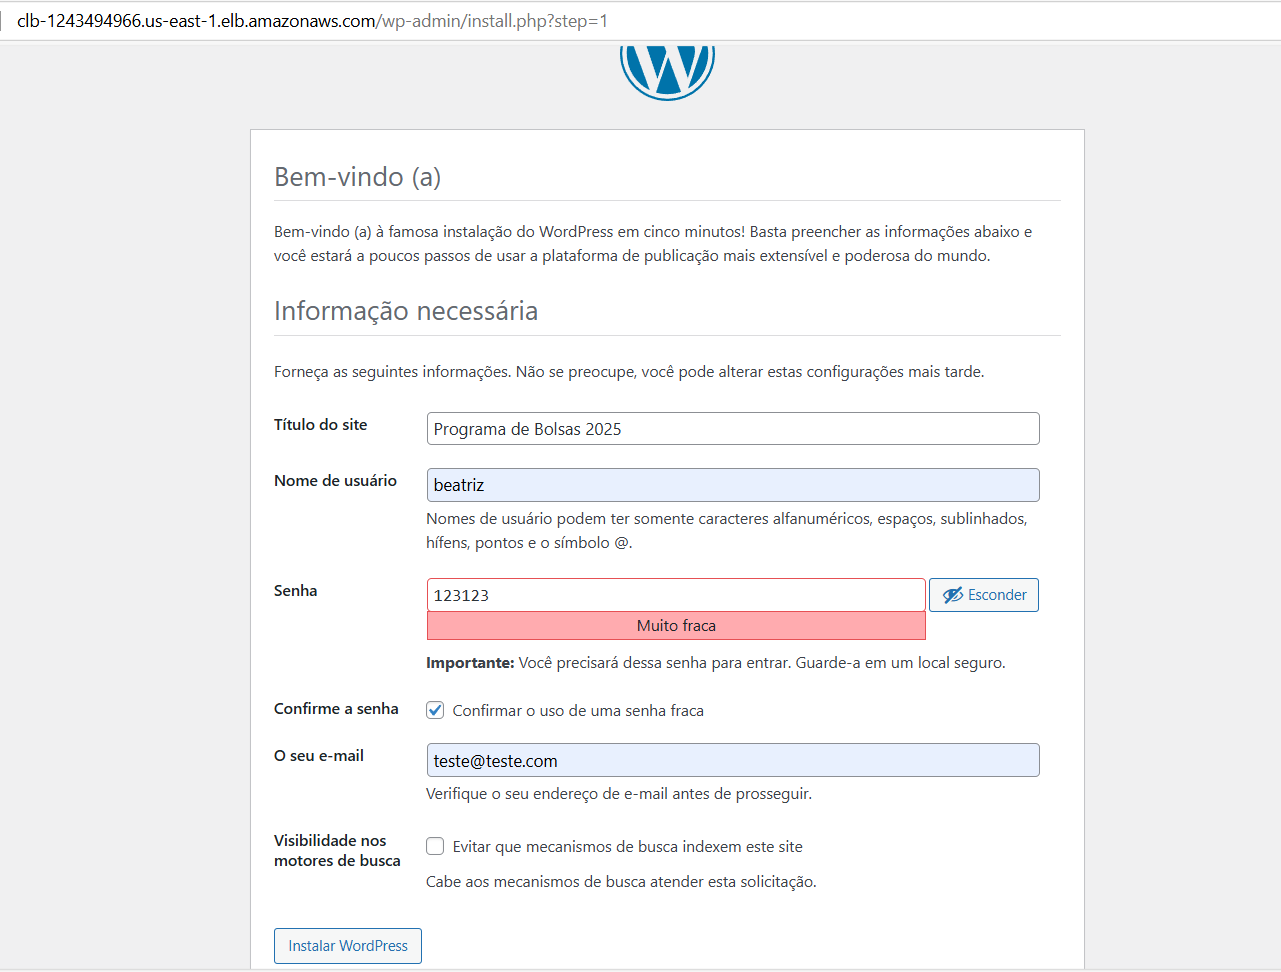 clb-1243494966.us-east-1.elb.amazonaws.com/wp-admin/install.php?step=1
Bem-vindo (a)
Bem-vindo (a) à famosa instalação do WordPress em cinco minutos! Basta preencher as informações abaixo e
você estará a poucos passos de usar a plataforma de publicação mais extensível e poderosa do mundo.
Informação necessária
Forneça as seguintes informações. Não se preocupe, você pode alterar estas configurações mais tarde.
Título do site
Programa de Bolsas 2025
Nome de usuário
beatriz
Nomes de usuário podem ter somente caracteres alfanuméricos, espaços, sublinhados,
hífens, pontos e o símbolo @.
Senha
123123
Esconder
Muito fraca
Importante: Você precisará dessa senha para entrar. Guarde-a em um local seguro.
Confirme a senha
Confirmar o uso de uma senha fraca
O seu e-mail
teste@teste.com
Verifique o seu endereço de e-mail antes de prosseguir.
Visibilidade nos
motores de busca
Evitar que mecanismos de busca indexem este site
Cabe aos mecanismos de busca atender esta solicitação.
Instalar WordPress